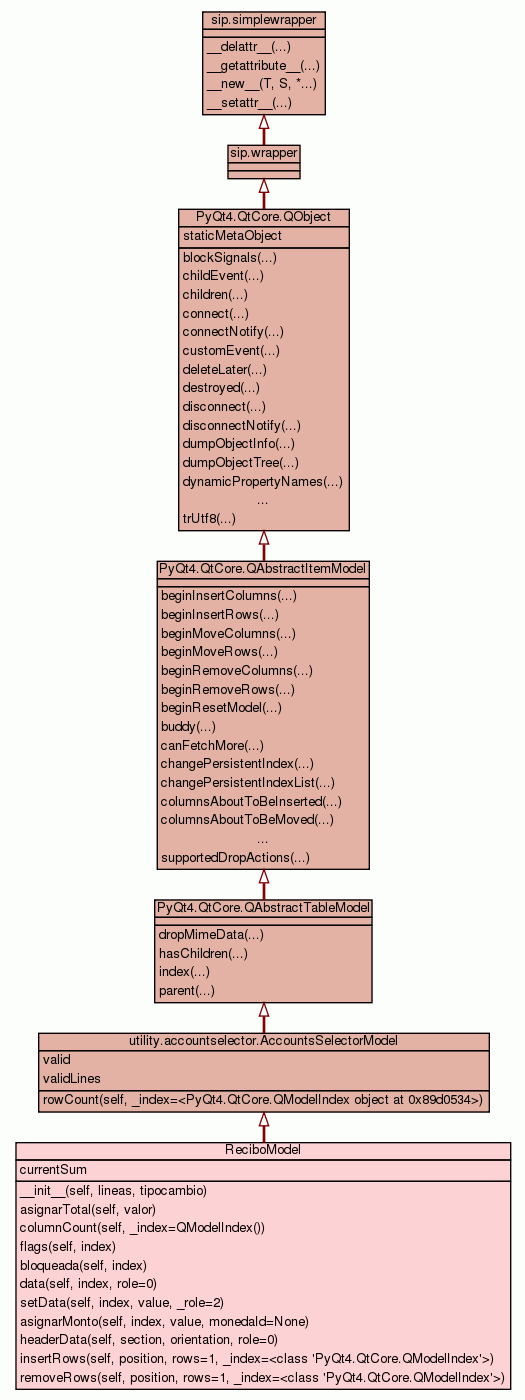 sip.simplewrapper
__delattr__(...)
__getattribute__(...)
__new__(T, S, *...)
__setattr__(...)
sip.wrapper
PyQt4.QtCore.QObject
staticMetaObject
blockSignals(...)
childEvent(...)
children(...)
connect(...)
connectNotify(...)
customEvent(...)
deleteLater(...)
destroyed(...)
disconnect(...)
disconnectNotify(...)
dumpObjectInfo(...)
dumpObjectTree(...)
dynamicPropertyNames(...)
...
trUtf8(...)
PyQt4.QtCore.QAbstractItemModel
beginInsertColumns(...)
beginInsertRows(...)
beginMoveColumns(...)
beginMoveRows(...)
beginRemoveColumns(...)
beginRemoveRows(...)
beginResetModel(...)
buddy(...)
canFetchMore(...)
changePersistentIndex(...)
changePersistentIndexList(...)
columnsAboutToBeInserted(...)
columnsAboutToBeMoved(...)
...
supportedDropActions(...)
PyQt4.QtCore.QAbstractTableModel
dropMimeData(...)
hasChildren(...)
index(...)
parent(...)
utility.accountselector.AccountsSelectorModel
valid
validLines
rowCount(self, _index=<PyQt4.QtCore.QModelIndex object at 0x89d0534>)
ReciboModel
currentSum
__init__(self, lineas, tipocambio)
asignarTotal(self, valor)
columnCount(self, _index=QModelIndex())
flags(self, index)
bloqueada(self, index)
data(self, index, role=0)
setData(self, index, value, _role=2)
asignarMonto(self, index, value, monedaId=None)
headerData(self, section, orientation, role=0)
insertRows(self, position, rows=1, _index=<class 'PyQt4.QtCore.QModelIndex'>)
removeRows(self, position, rows=1, _index=<class 'PyQt4.QtCore.QModelIndex'>)